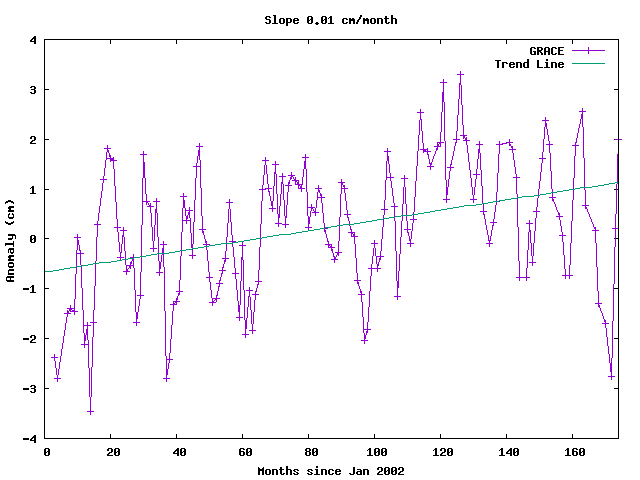 Slope 0.01 cm/month
GRACE
Trend Line
4
3
2
1
0
-1
-2
-3
-4
Anomaly (cm)
0 20 40 60 80 100 120 140 160
Months since Jan 2002